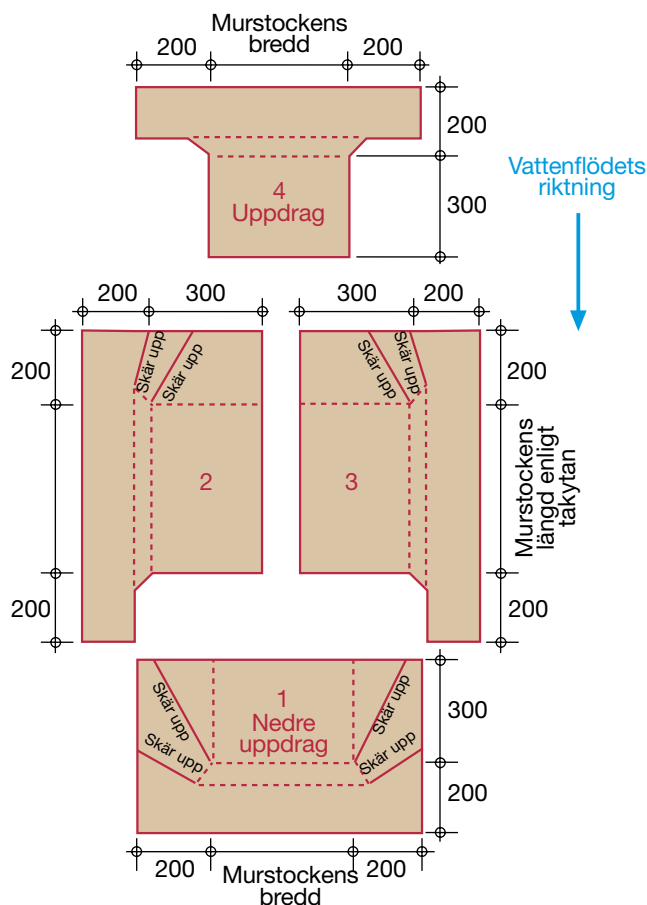 Murstockens
bredd
200
200
200
300
4
Uppdrag
Vattenflödets
riktning
200
300
300
200
200
Skär upp
Skär upp
Skär upp
Skär upp
200
2
3
Murstockens
längd enligt
takytan
200
200
1
Nedre
uppdrag
Skär upp
Skär upp
Skär upp
Skär upp
300
200
200
Murstockens
bredd
200